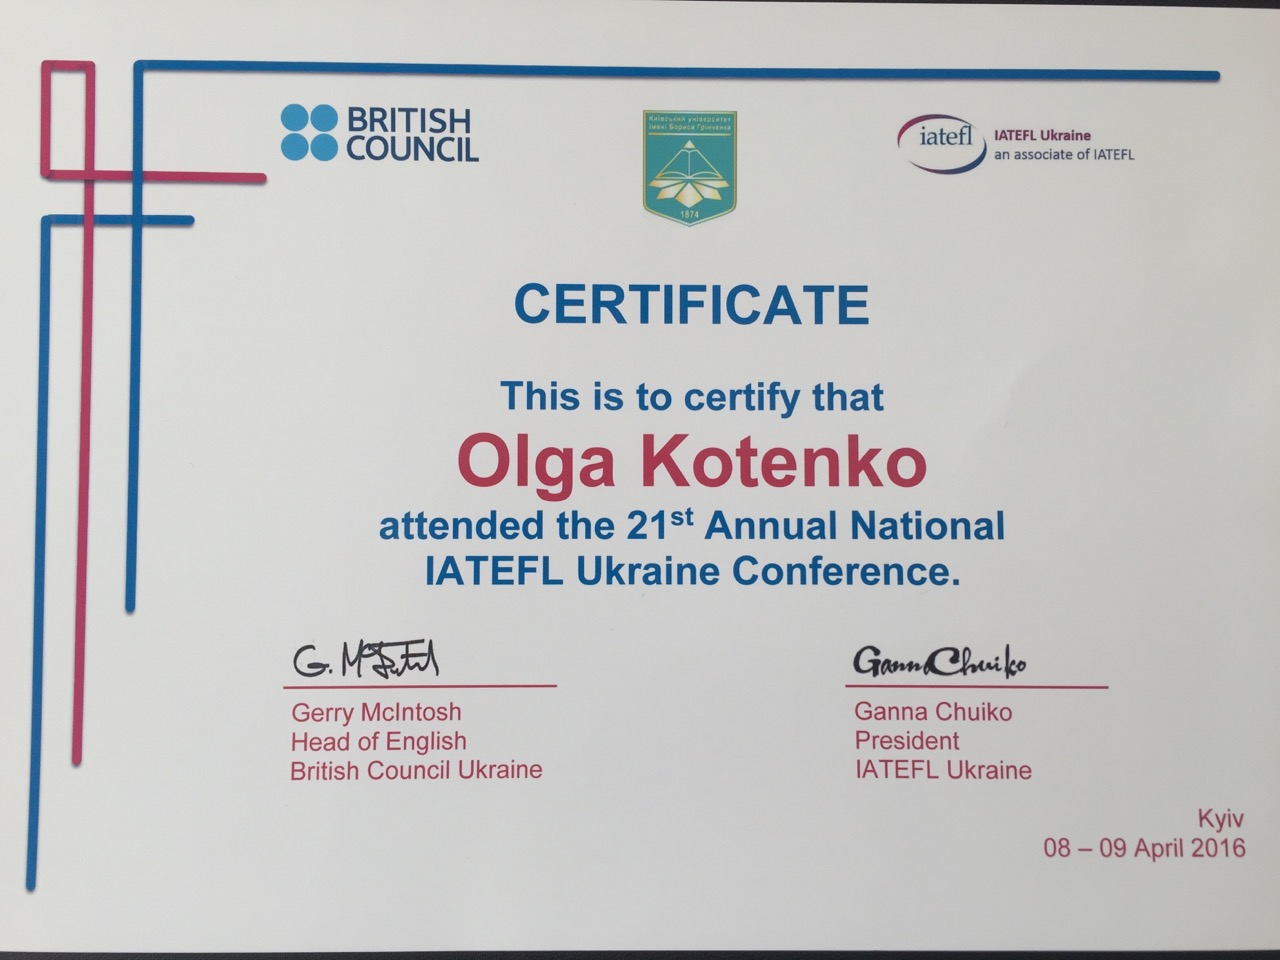 BRITISH
COUNCIL
Київський університет
імені Бориса Грінченка
1874
iatefl
IATEFL Ukraine
an associate of IATEFL
CERTIFICATE
This is to certify that
Olga Kotenko
attended the 21st Annual National
IATEFL Ukraine Conference.
G. McIntosh
Ganna Chuiko
Gerry McIntosh
Head of English
British Council Ukraine
Ganna Chuiko
President
IATEFL Ukraine
Kyiv
08 – 09 April 2016